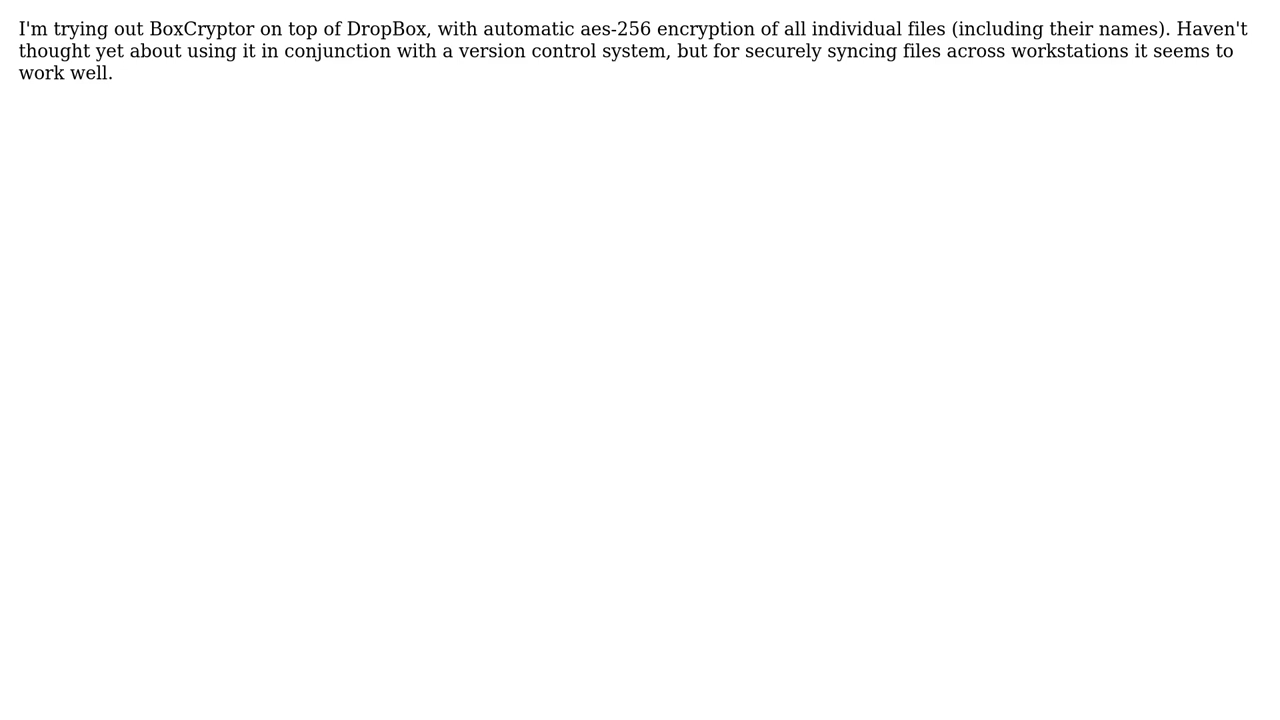 I'm trying out BoxCryptor on top of DropBox, with automatic aes-256 encryption of all individual files (including their names). Haven't
thought yet about using it in conjunction with a version control system, but for securely syncing files across workstations it seems to
work well.